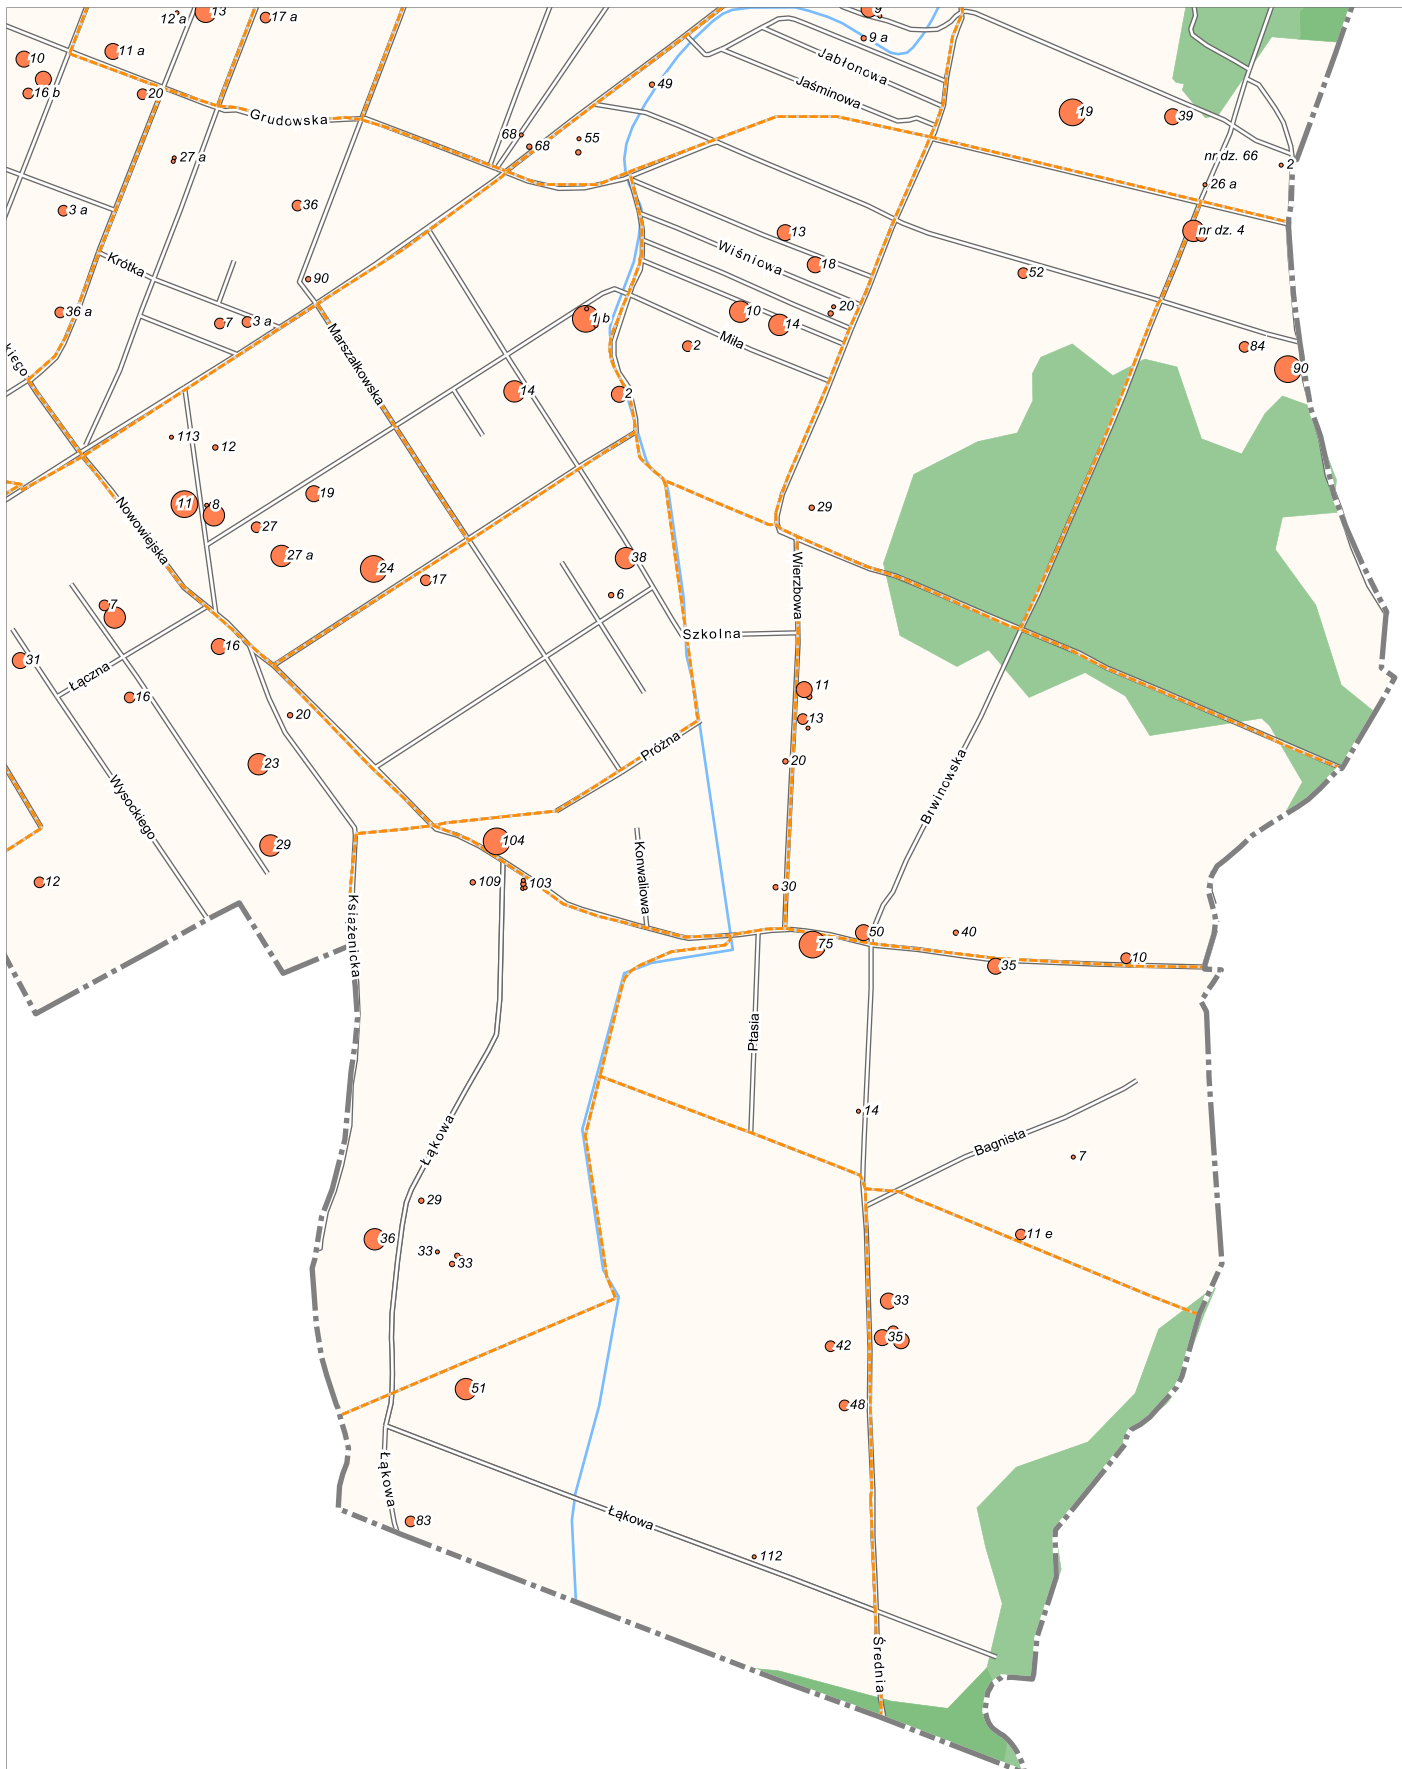 12 a
13
17 a
9
9 a
11 a
10
Jabłoncwa
16 b
20
49
Jaśminowa
19
39
Grudcwska
68
68
55
27 a
nr dz. 66
2
26 a
3 a
36
13
nr dz. 4
Krótka
Wiśniowa
18
52
90
36 a
7
3 a
1 b
20
10
14
Miła
2
84
kiego
Marszałkowska
90
14
2
113
12
11
8
19
29
Nowowiejska
27
27 a
24
17
38
6
Wierzbowa
7
16
Szkolna
31
Łączna
16
20
11
13
Próżna
23
20
Wysockiego
Brwincwska
29
104
12
109
103
Konwaliowa
30
Książenicka
75
50
40
35
10
Ptasia
14
Łąkowa
Bagnista
7
29
36
33
33
11 e
33
35
42
51
48
Łąkowa
83
Łąkowa
112
Średnia